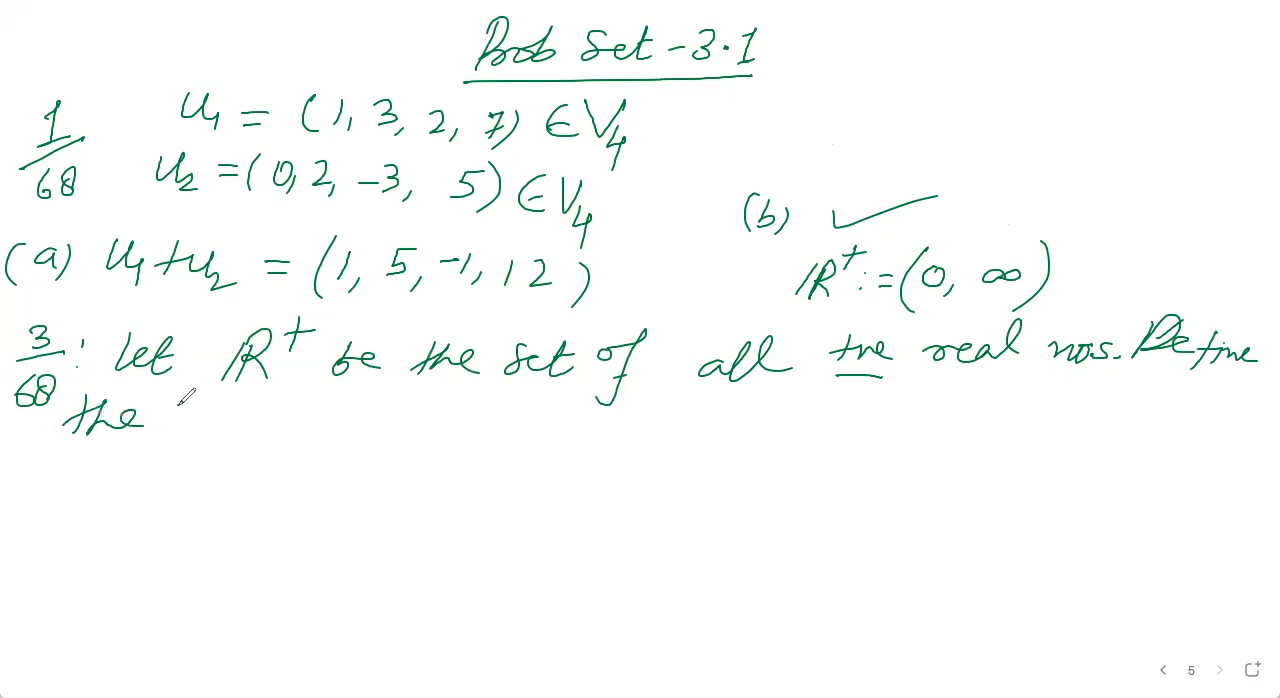 Prob Set - 3.1
1/68 u₁ = (1, 3, 2, 7) ∈ V₄
u₂ = (0, 2, -3, 5) ∈ V₄
(a) u₁ + u₂ = (1, 5, -1, 12)
(b) ✓
ℝ⁺ := (0, ∞)
3/68 : Let ℝ⁺ be the set of all +ve real nos. Define
the
5